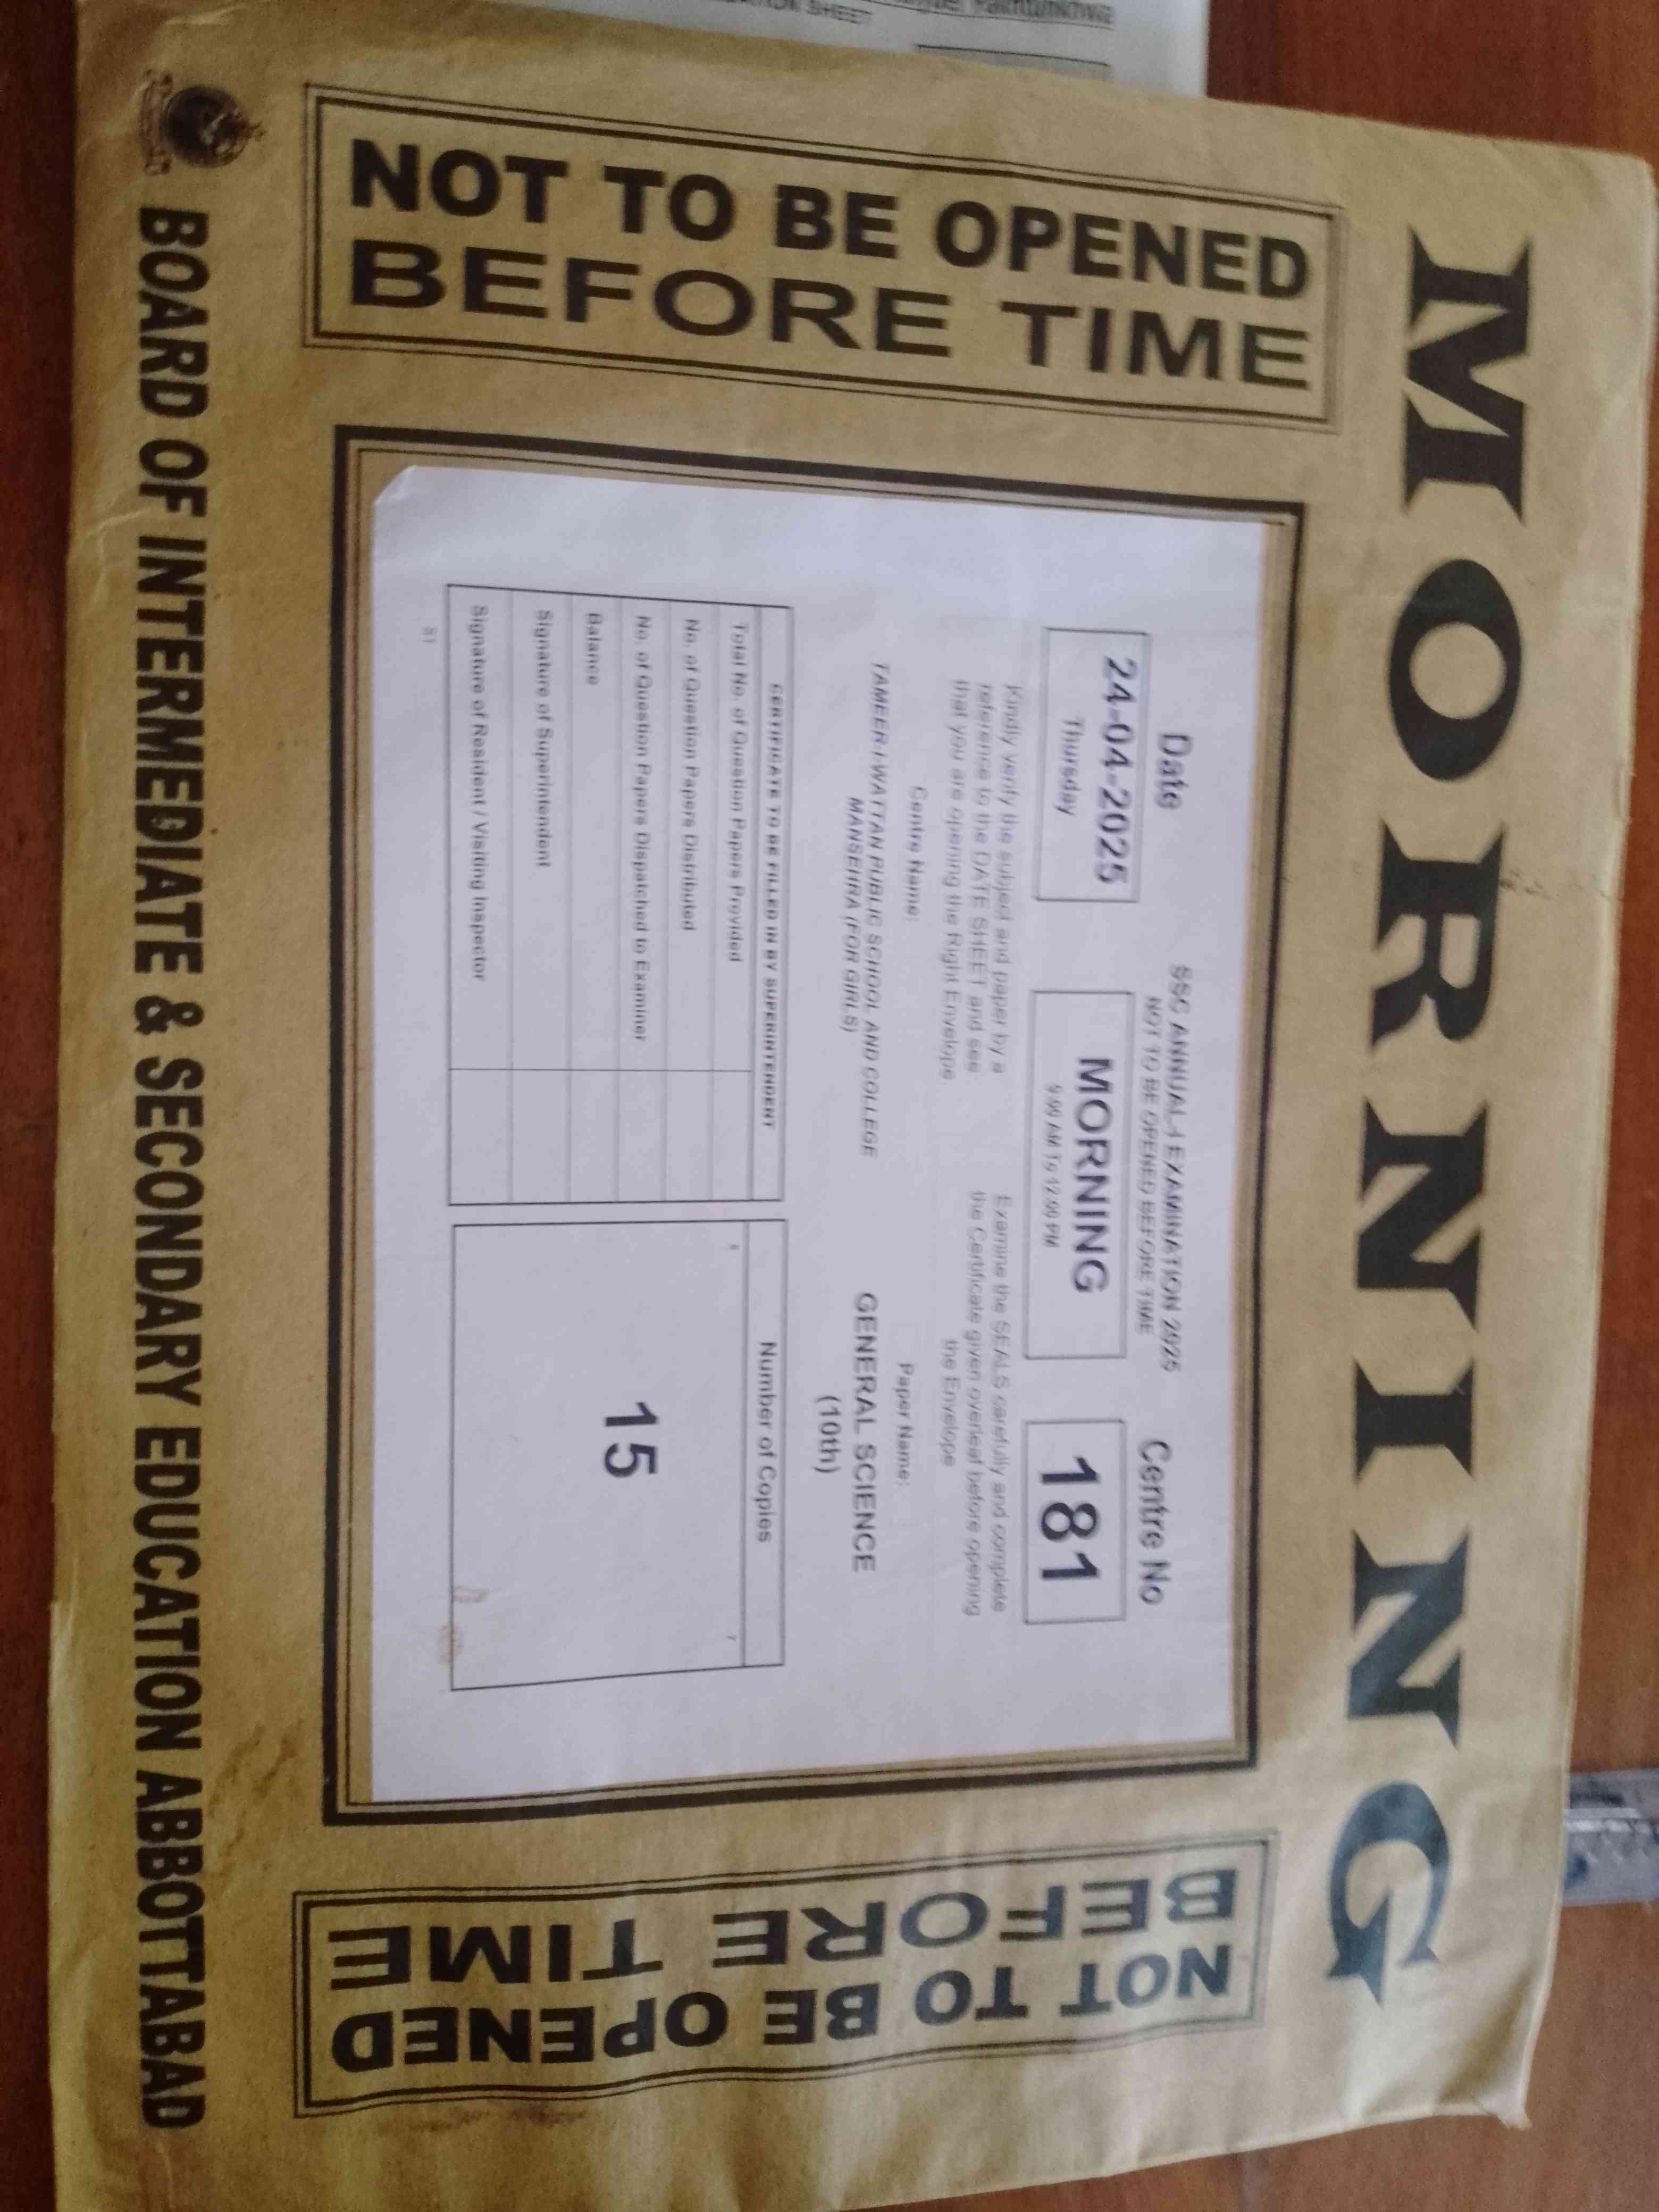 MORNING
NOT TO BE OPENED
BEFORE TIME
Date
24-04-2025
Thursday
SSC ANNUAL-I EXAMINATION 2025
NOT TO BE OPENED BEFORE TIME
MORNING
9:00 AM To 12:00 PM
Centre No
181
Kindly verify the subject and paper by a
reference to the DATE SHEET and see
that you are opening the Right Envelope
Examine the SEALS carefully and complete
the Certificate given overleaf before opening
the Envelope
Centre Name:
TAMEER-I-WATTAN PUBLIC SCHOOL AND COLLEGE
MANSEHRA (FOR GIRLS)
Paper Name:
GENERAL SCIENCE
(10th)
CERTIFICATE TO BE FILLED IN BY SUPERINTENDENT
Total No. of Question Papers Provided
No. of Question Papers Distributed
No. of Question Papers Dispatched to Examiner
Balance
Signature of Superintendent
Signature of Resident / Visiting Inspector
Number of Copies
15
NOT TO BE OPENED
BEFORE TIME
BOARD OF INTERMEDIATE & SECONDARY EDUCATION ABBOTTABAD
SHEET